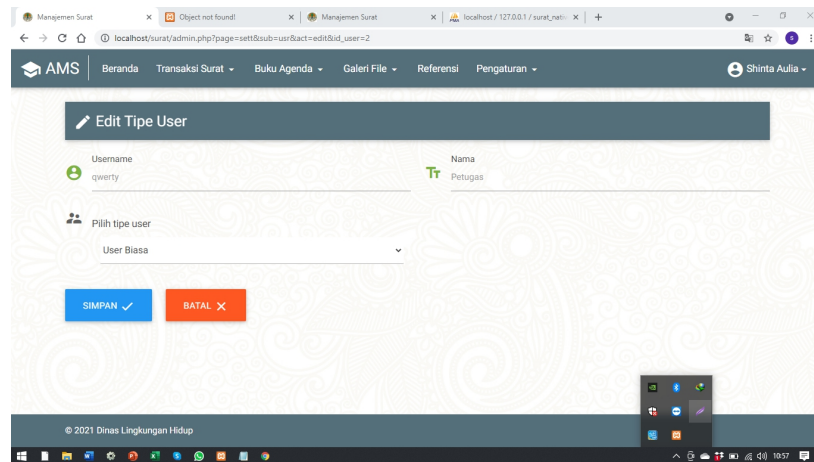 Manajemen Surat
Object not found!
Manajemen Surat
localhost / 127.0.0.1 / surat_nativ
localhost/surat/admin.php?page=sett&sub=usr&act=edit&id_user=2
S
AMS
Beranda
Transaksi Surat
Buku Agenda
Galeri File
Referensi
Pengaturan
Shinta Aulia
Edit Tipe User
Username
qwerty
Tт
Nama
Petugas
Pilih tipe user
User Biasa
SIMPAN
BATAL
© 2021 Dinas Lingkungan Hidup
10:57